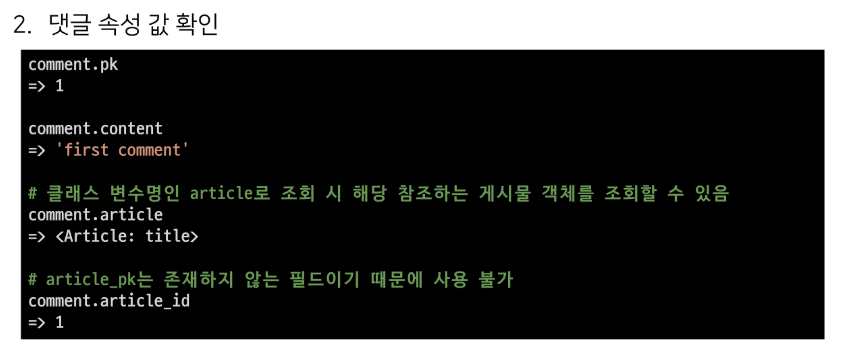 2. 댓글 속성 값 확인
comment.pk
=> 1
comment.content
=> 'first comment'
# 클래스 변수명인 article로 조회 시 해당 참조하는 게시물 객체를 조회할 수 있음
comment.article
=> <Article: title>
# article_pk는 존재하지 않는 필드이기 때문에 사용 불가
comment.article_id
=> 1